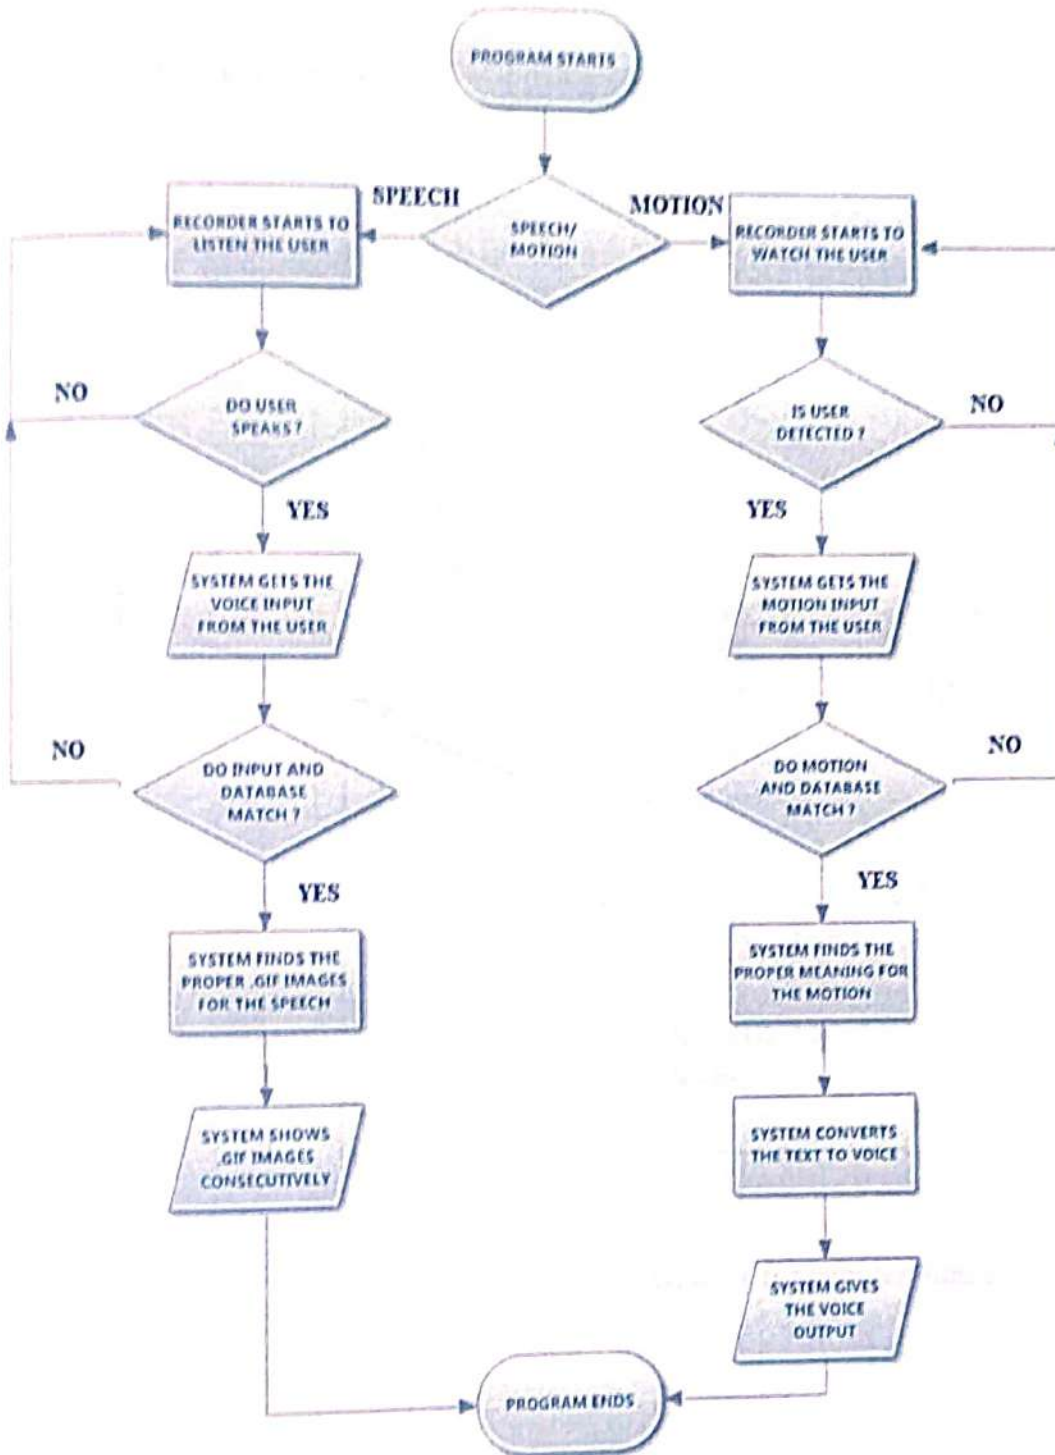 PROGRAM STARTS
SPEECH
MOTION
SPEECH/
MOTION
RECORDER STARTS TO
LISTEN THE USER
RECORDER STARTS TO
WATCH THE USER
NO
DO USER
SPEAKS?
IS USER
DETECTED ?
NO
YES
YES
SYSTEM GETS THE
VOICE INPUT
FROM THE USER
SYSTEM GETS THE
MOTION INPUT
FROM THE USER
NO
DO INPUT AND
DATABASE
MATCH ?
DO MOTION
AND DATABASE
MATCH ?
NO
YES
YES
SYSTEM FINDS THE
PROPER .GIF IMAGES
FOR THE SPEECH
SYSTEM FINDS THE
PROPER MEANING FOR
THE MOTION
SYSTEM SHOWS
.GIF IMAGES
CONSECUTIVELY
SYSTEM CONVERTS
THE TEXT TO VOICE
SYSTEM GIVES
THE VOICE
OUTPUT
PROGRAM ENDS